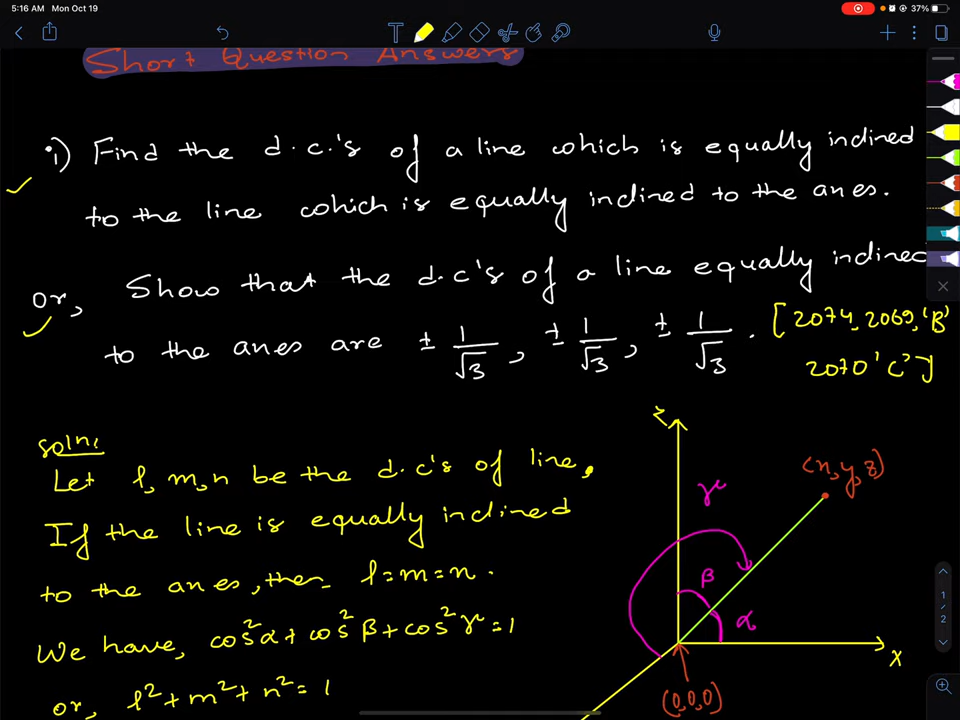 5:16 AM Mon Oct 19
37%
Short Question Answers
i) Find the d.c.'s of a line which is equally inclined
to the line which is equally inclined to the axes.
Or, Show that the d.c's of a line equally inclined
to the axes are ± 1/√3, ± 1/√3, ± 1/√3. [2074, 2069, 'B'
2070 'C']
soln:
Let l, m, n be the d.c's of line,
If the line is equally inclined
to the axes, then l=m=n.
We have, cos²α + cos²β + cos²γ = 1
or, l² + m² + n² = 1
Z
(x, y, z)
γ
β
α
X
(0,0,0)
1
/
2